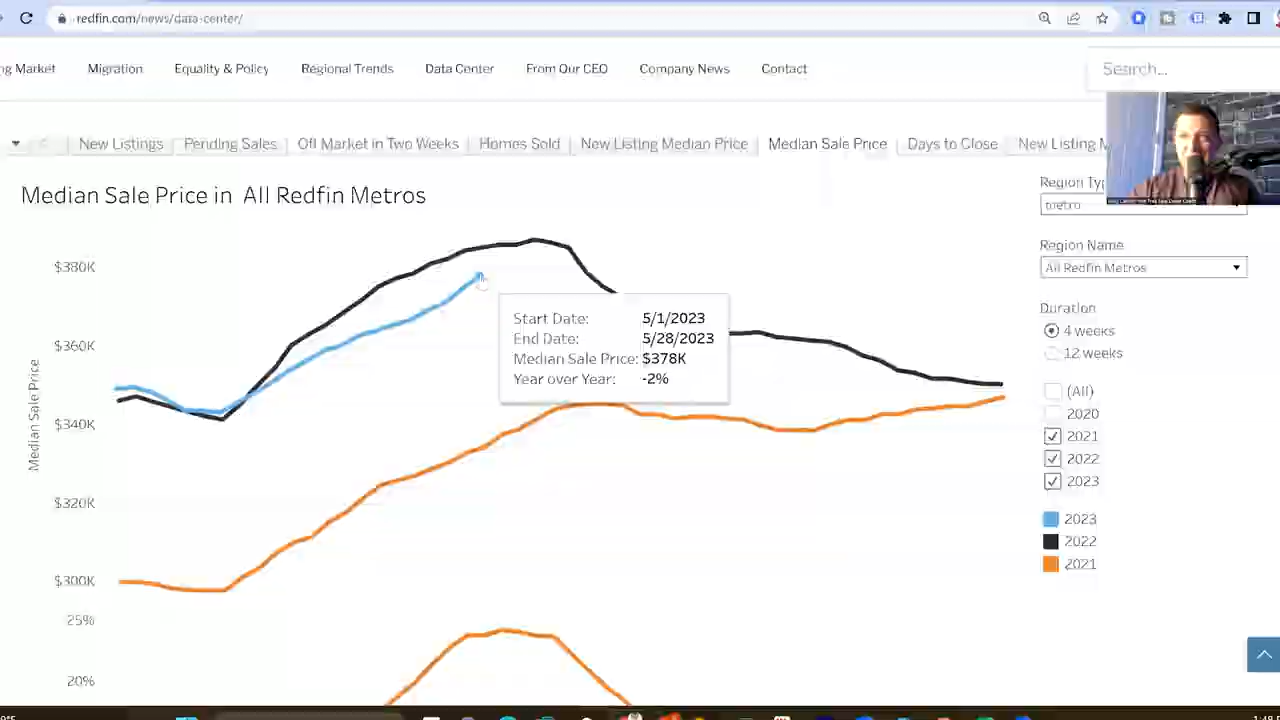 redfin.com/news/data-center/
ng Market Migration Equality & Policy Regional Trends Data Center From Our CEO Company News Contact
Search...
New Listings Pending Sales Off Market in Two Weeks Homes Sold New Listing Median Price Median Sale Price Days to Close New Listing M
Median Sale Price in All Redfin Metros
Region Typ
metro
Region Name
All Redfin Metros
Duration
4 weeks
12 weeks
(All)
2020
2021
2022
2023
2023
2022
2021
Median Sale Price
$380K
$360K
$340K
$320K
$300K
25%
20%
Start Date: 5/1/2023
End Date: 5/28/2023
Median Sale Price: $378K
Year over Year: -2%